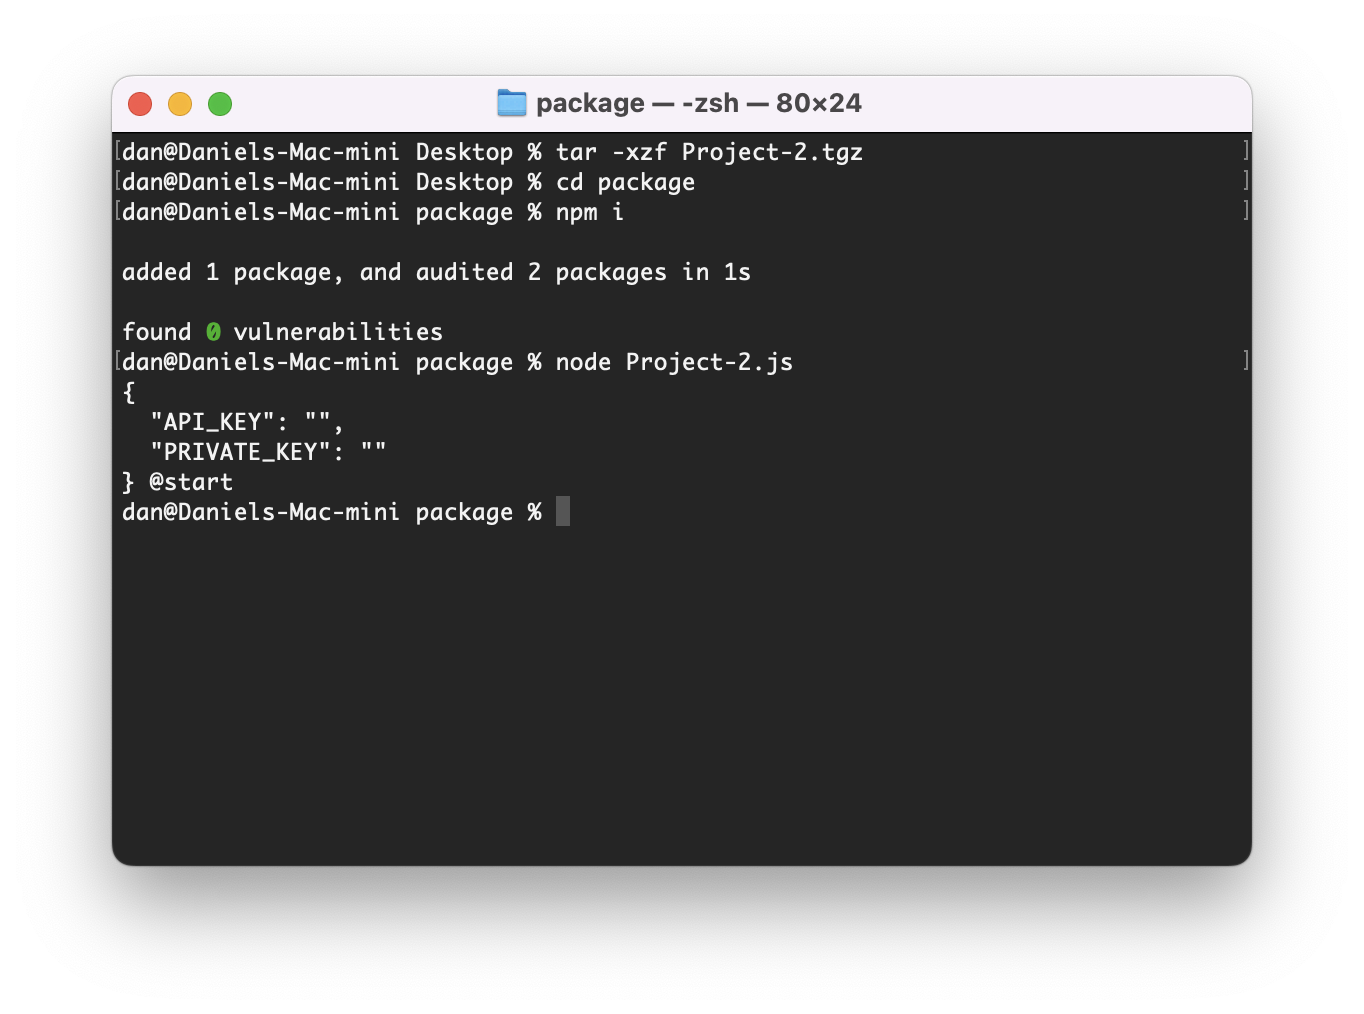 package — -zsh — 80×24
[dan@Daniels-Mac-mini Desktop % tar -xzf Project-2.tgz ]
[dan@Daniels-Mac-mini Desktop % cd package ]
[dan@Daniels-Mac-mini package % npm i ]
added 1 package, and audited 2 packages in 1s
found 0 vulnerabilities
[dan@Daniels-Mac-mini package % node Project-2.js ]
{
  "API_KEY": "",
  "PRIVATE_KEY": ""
} @start
dan@Daniels-Mac-mini package %